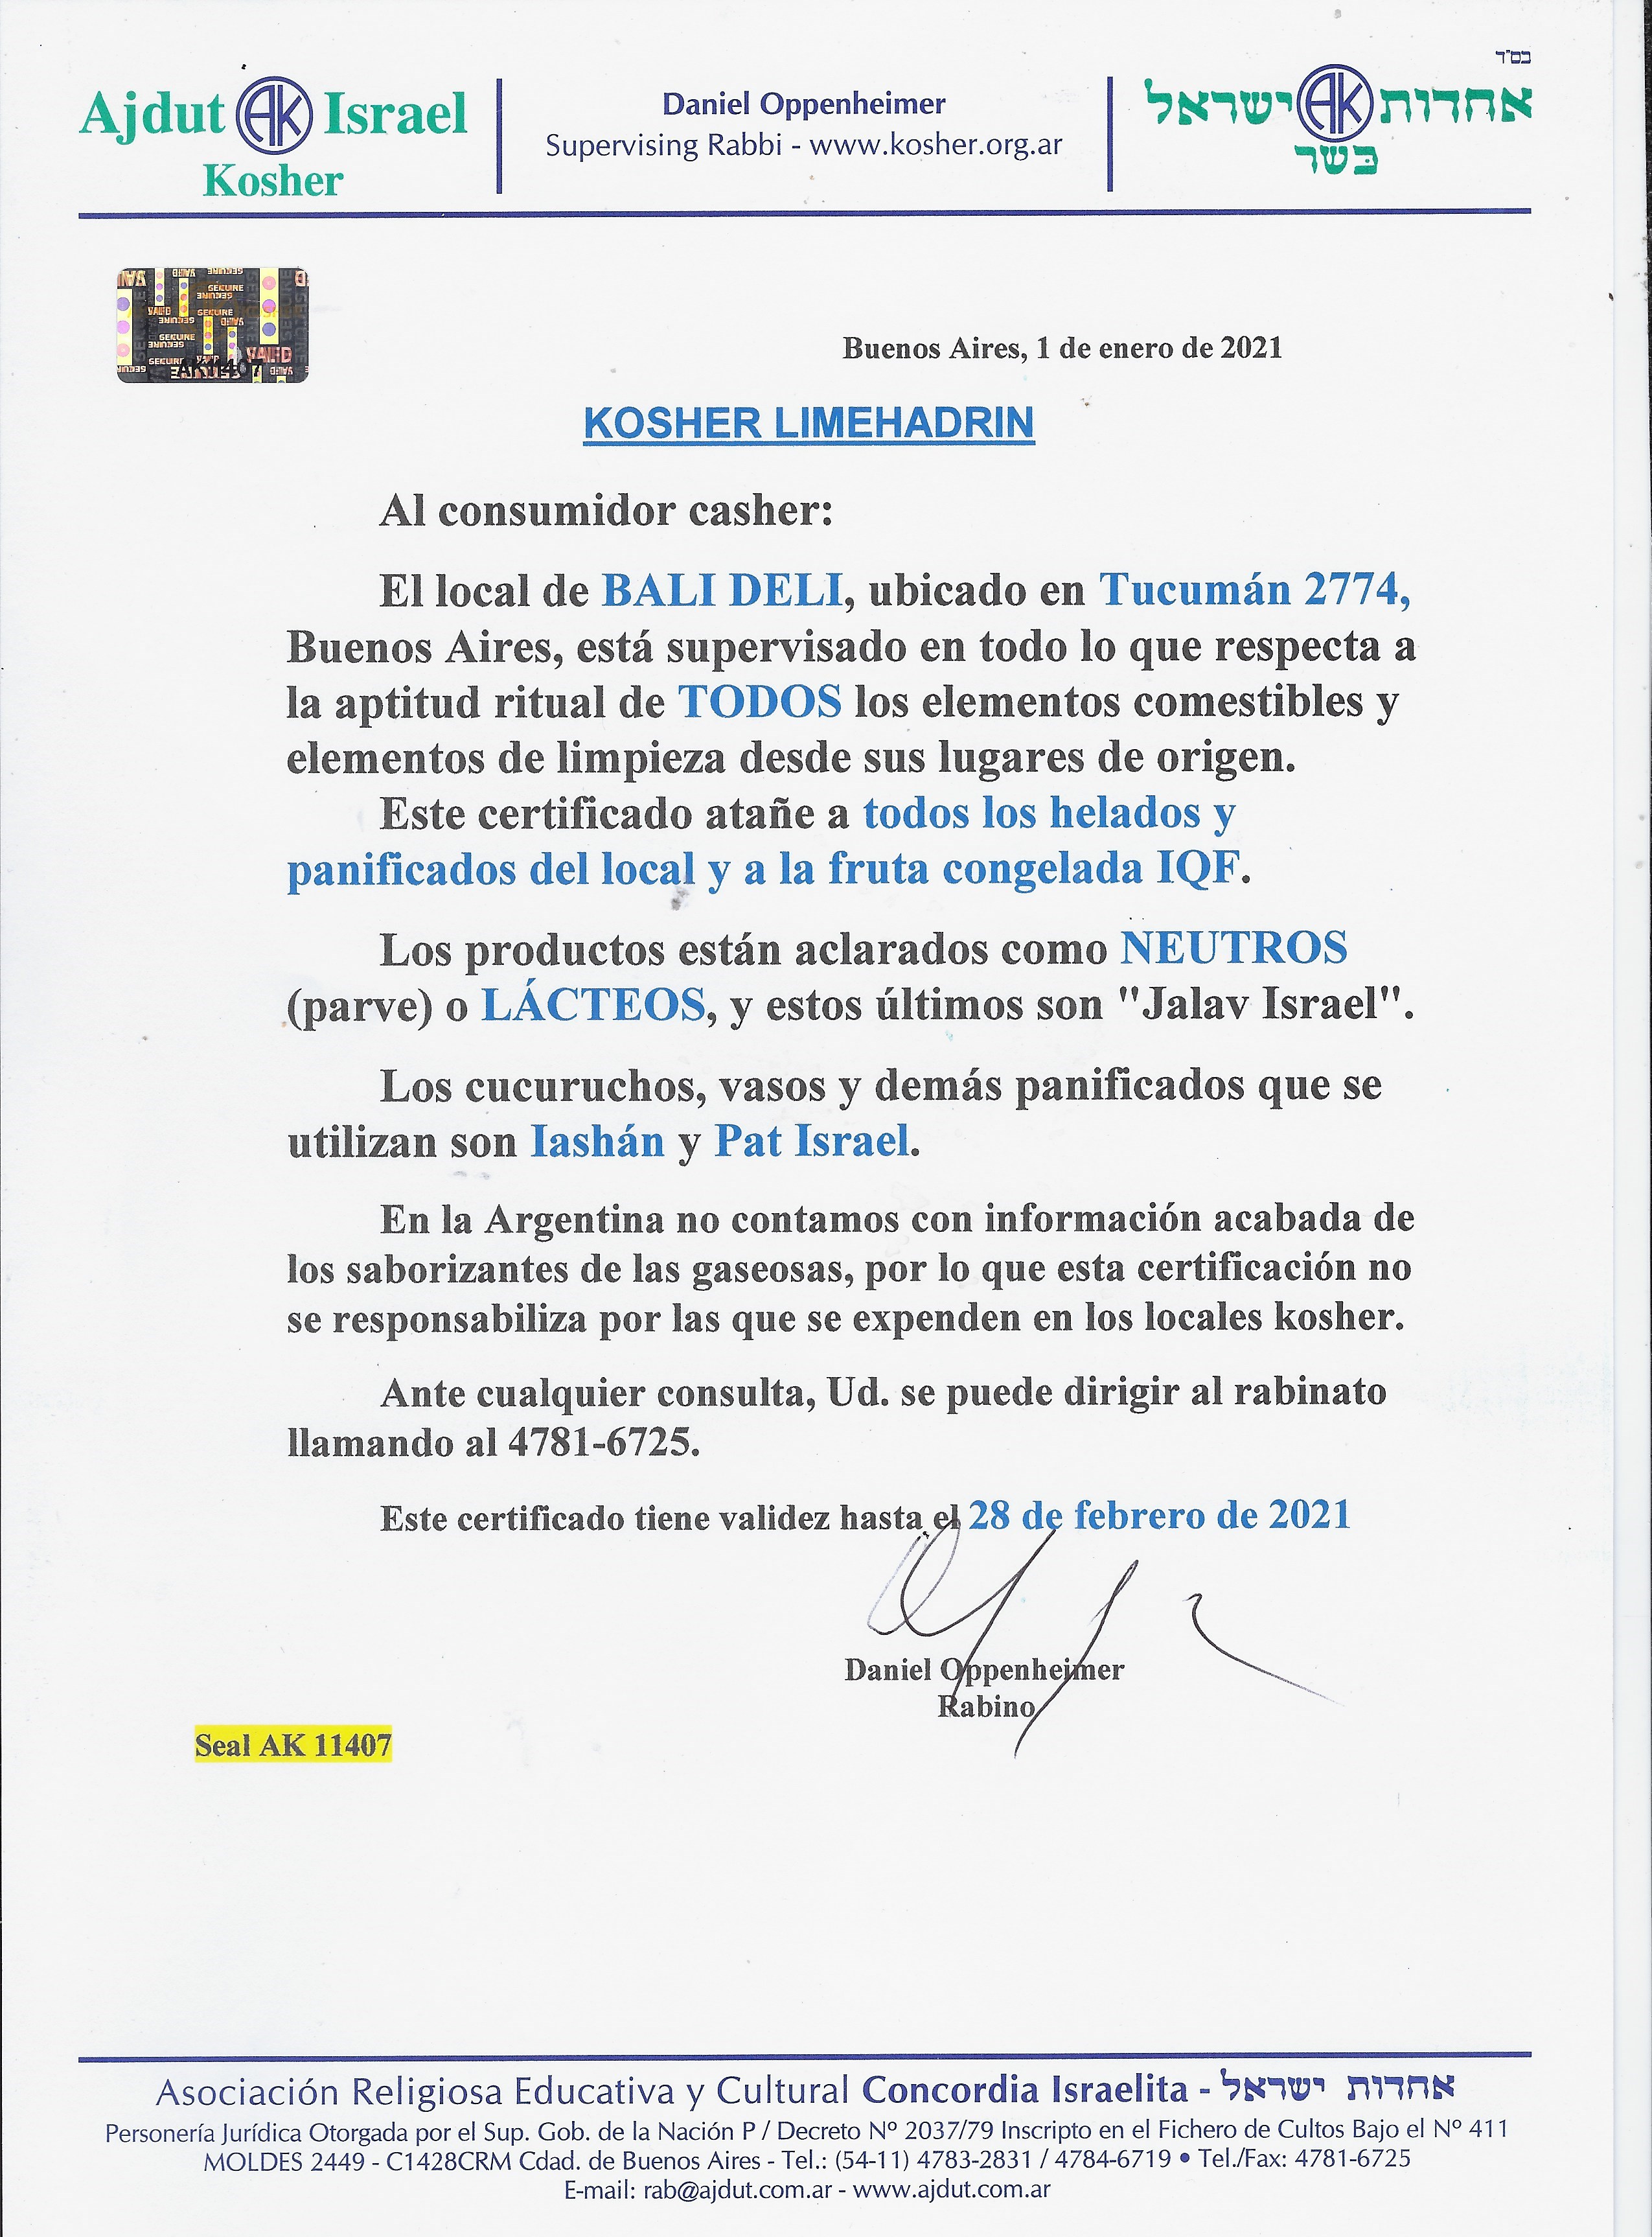 בס"ד
Ajdut AK Israel
Kosher
Daniel Oppenheimer
Supervising Rabbi - www.kosher.org.ar
אחדות AK ישראל
כשר
AK11407
Buenos Aires, 1 de enero de 2021
KOSHER LIMEHADRIN
Al consumidor casher:
El local de BALI DELI, ubicado en Tucumán 2774,
Buenos Aires, está supervisado en todo lo que respecta a
la aptitud ritual de TODOS los elementos comestibles y
elementos de limpieza desde sus lugares de origen.
Este certificado atañe a todos los helados y
panificados del local y a la fruta congelada IQF.
Los productos están aclarados como NEUTROS
(parve) o LÁCTEOS, y estos últimos son "Jalav Israel".
Los cucuruchos, vasos y demás panificados que se
utilizan son Iashán y Pat Israel.
En la Argentina no contamos con información acabada de
los saborizantes de las gaseosas, por lo que esta certificación no
se responsabiliza por las que se expenden en los locales kosher.
Ante cualquier consulta, Ud. se puede dirigir al rabinato
llamando al 4781-6725.
Este certificado tiene validez hasta el 28 de febrero de 2021
Daniel Oppenheimer
Rabino
Seal AK 11407
Asociación Religiosa Educativa y Cultural Concordia Israelita - אחדות ישראל
Personería Jurídica Otorgada por el Sup. Gob. de la Nación P / Decreto Nº 2037/79 Inscripto en el Fichero de Cultos Bajo el Nº 411
MOLDES 2449 - C1428CRM Cdad. de Buenos Aires - Tel.: (54-11) 4783-2831 / 4784-6719 • Tel./Fax: 4781-6725
E-mail: rab@ajdut.com.ar - www.ajdut.com.ar